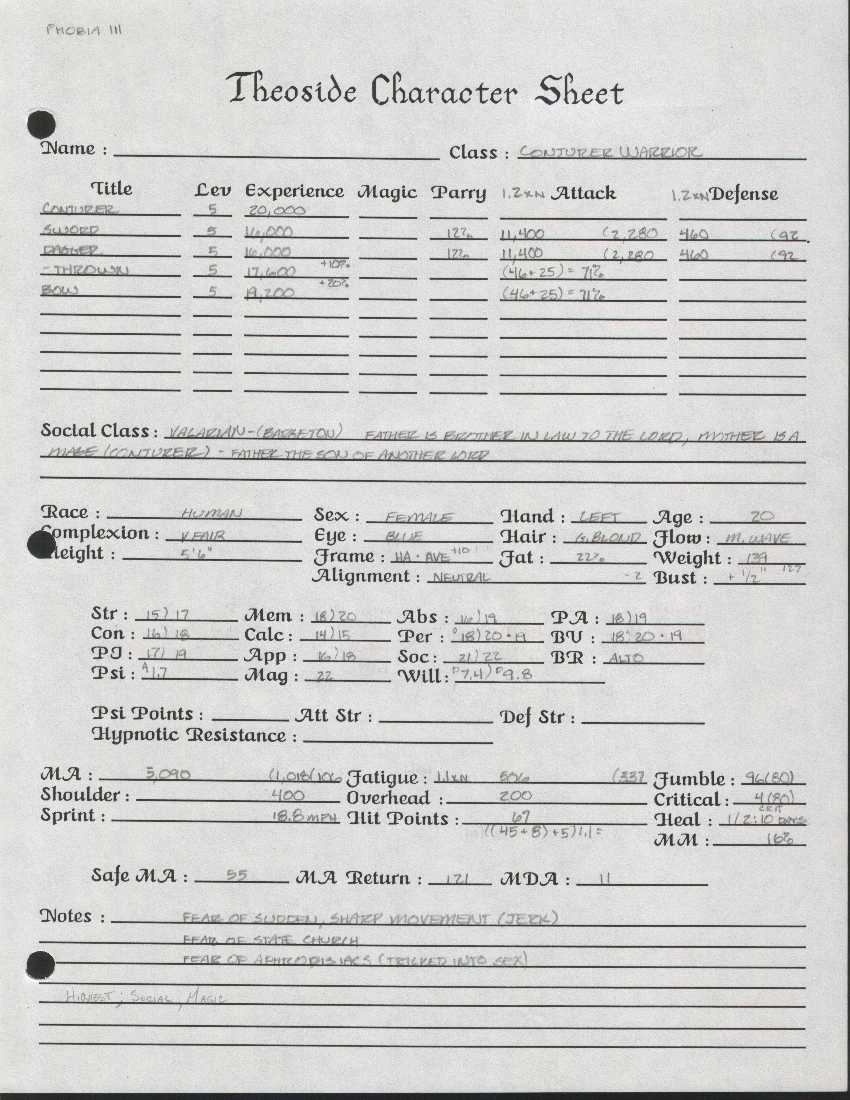 PHOBIA III
Theoside Character Sheet
Name : Class : CONJURER WARRIOR
Title Lev Experience Magic Parry 1.2xN Attack 1.2xN Defense
CONJURER 5 20,000
SWORD 5 16,000 12% 11,400 (2,280 460 (92
DAGGER 5 16,000 12% 11,400 (2,280 460 (92
- THROWN 5 17,600 +10% (46+25) = 71%
BOW 5 19,200 +20% (46+25) = 71%
Social Class : VALARIAN - (BARRETON) FATHER IS BROTHER IN LAW TO THE LORD, MOTHER IS A
MAGE (CONJURER) - FATHER THE SON OF ANOTHER LORD
Race : HUMAN Sex : FEMALE Hand : LEFT Age : 20
Complexion : V. FAIR Eye : BLUE Hair : G. BLOND Flow : M. WAVE
Height : 5'6" Frame : HA - AVE +10 Fat : 22% Weight : 139
Alignment : NEUTRAL -2 Bust : + 1/2" 127
Str : 15) 17 Mem : 18) 20 Abs : 16) 19 PA : 18) 19
Con : 16) 18 Calc : 14) 15 Per : 18) 20 · 19 BV : 18 20 · 19
PJ : 17) 19 App : 16) 18 Soc : 21) 22 BR : ALTO
Psi : A 1.7 Mag : 22 Will : 7.4) 9.8
Psi Points : Att Str : Def Str :
Hypnotic Resistance :
MA : 5,090 (1,018(106 Fatigue : 1.1xN 506 (337 Fumble : 96(80)
Shoulder : 400 Overhead : 200 Critical : 4(80)
Sprint : 18.8 MPH Hit Points : 67 Heal : 1/2:10 DAYS
((45+8)+5)1.1= MM : 16%
Safe MA : 55 MA Return : 121 MDA : 11
Notes : FEAR OF SUDDEN, SHARP MOVEMENT (JERK)
FEAR OF STATE CHURCH
FEAR OF APHRODISIACS (TRICKED INTO SEX)
HIGHEST; SOCIAL, MAGIC